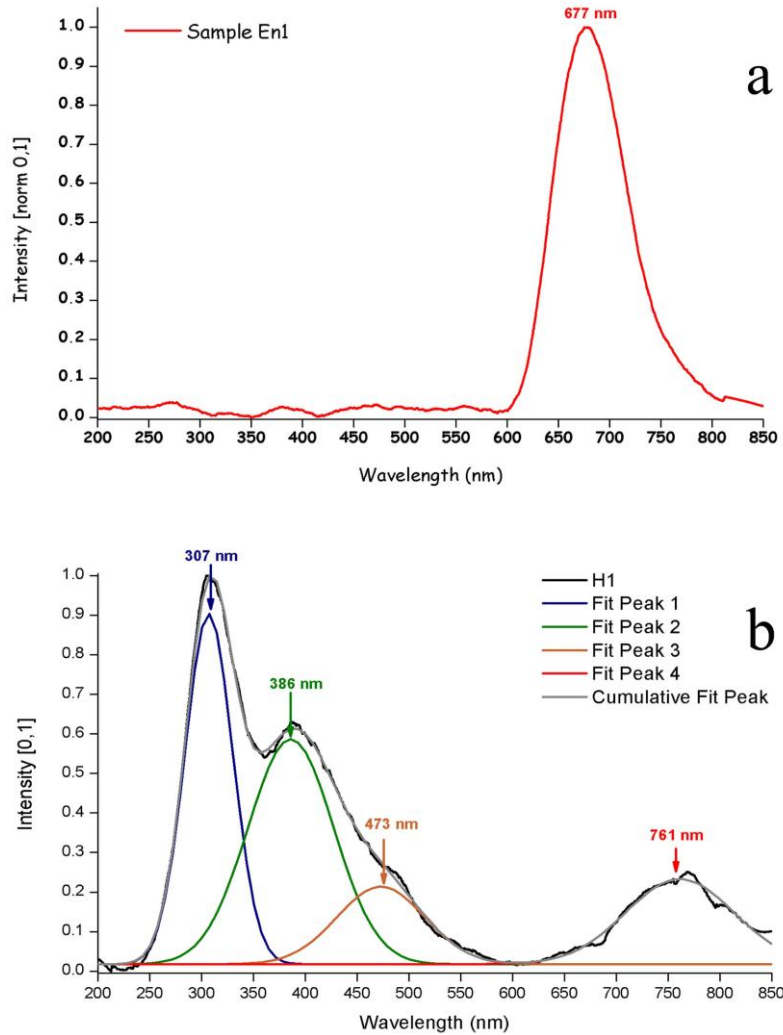 677 nm
Sample En1
a
1.0
0.9
0.8
0.7
0.6
0.5
0.4
0.3
0.2
0.1
0.0
Intensity [norm 0,1]
200 250 300 350 400 450 500 550 600 650 700 750 800 850
Wavelength (nm)
307 nm
H1
Fit Peak 1
Fit Peak 2
Fit Peak 3
Fit Peak 4
Cumulative Fit Peak
b
386 nm
473 nm
761 nm
1.0
0.9
0.8
0.7
0.6
0.5
0.4
0.3
0.2
0.1
0.0
Intensity [0,1]
200 250 300 350 400 450 500 550 600 650 700 750 800 850
Wavelength (nm)